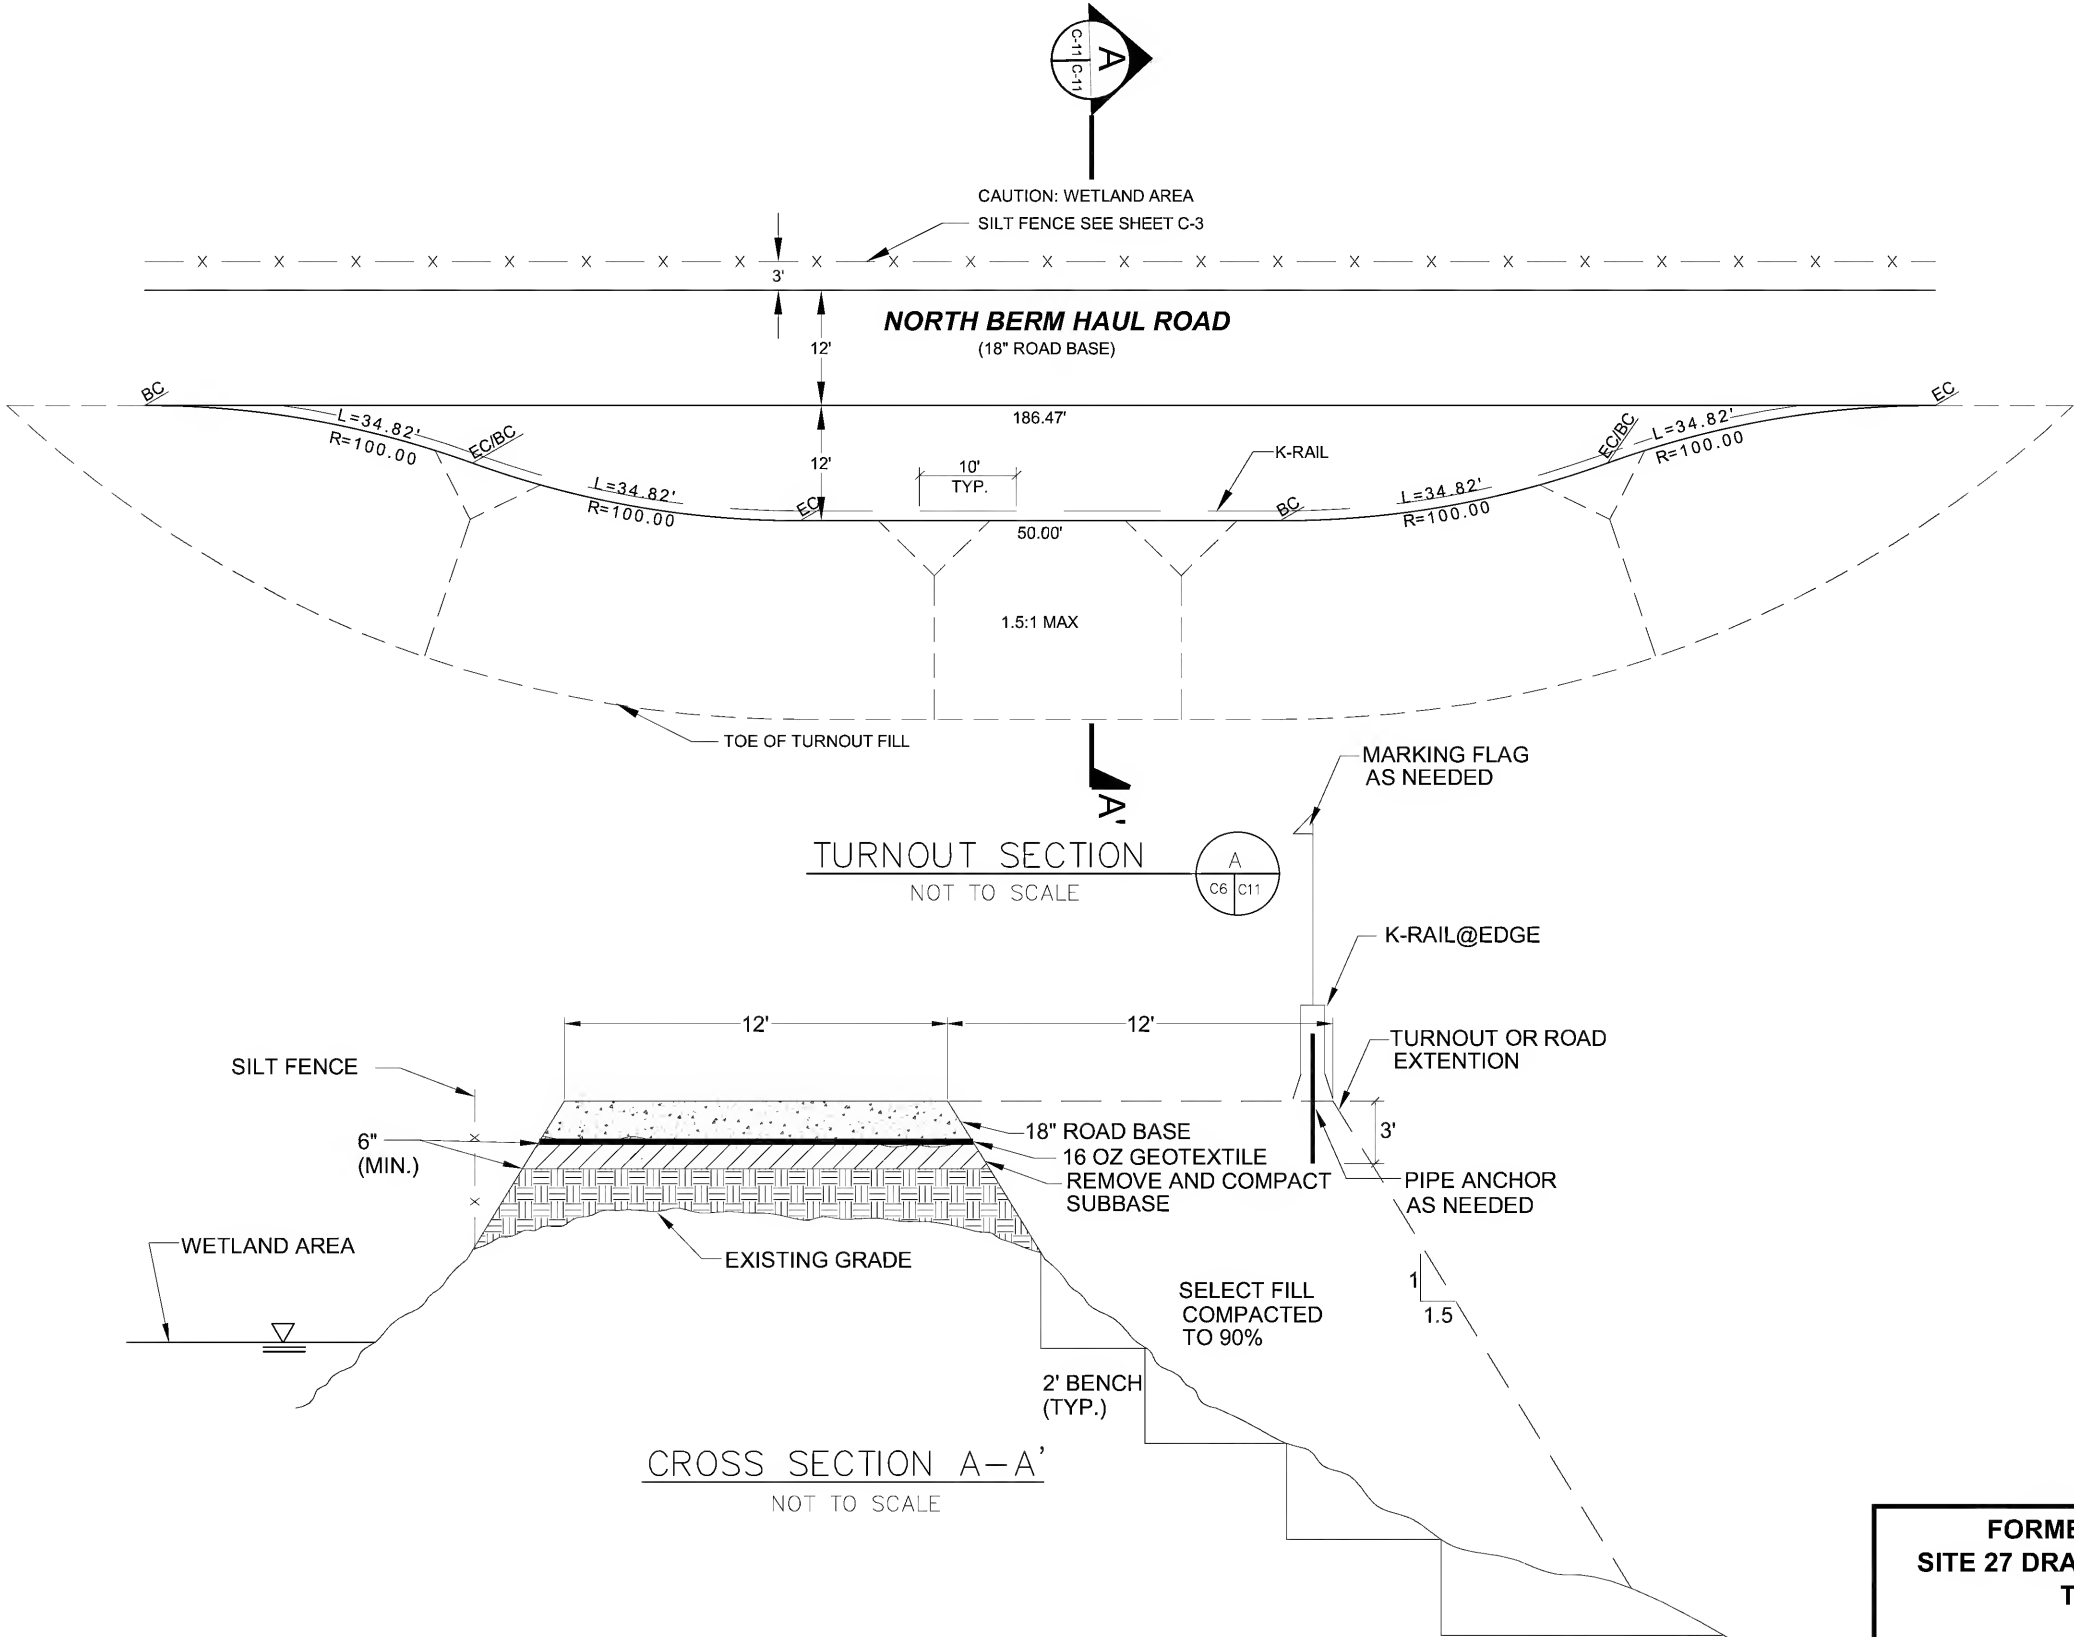 A
C-11
C-11
CAUTION: WETLAND AREA
SILT FENCE SEE SHEET C-3
X X X X X X X X X X X X X X X X X X X X X X X
3'
NORTH BERM HAUL ROAD
(18" ROAD BASE)
12'
BC
EC
186.47'
L=34.82'
R=100.00
EC/BC
L=34.82'
R=100.00
EC
12'
10'
TYP.
K-RAIL
BC
50.00'
L=34.82'
R=100.00
EC/BC
L=34.82'
R=100.00
1.5:1 MAX
TOE OF TURNOUT FILL
A'
TURNOUT SECTION
NOT TO SCALE
A
C6
C11
MARKING FLAG
AS NEEDED
K-RAIL@EDGE
12'
12'
TURNOUT OR ROAD
EXTENTION
SILT FENCE
X
X
6"
(MIN.)
18" ROAD BASE
16 OZ GEOTEXTILE
REMOVE AND COMPACT
SUBBASE
3'
PIPE ANCHOR
AS NEEDED
WETLAND AREA
EXISTING GRADE
SELECT FILL
COMPACTED
TO 90%
1
1.5
2' BENCH
(TYP.)
CROSS SECTION A-A'
NOT TO SCALE
FORME
SITE 27 DRA
T